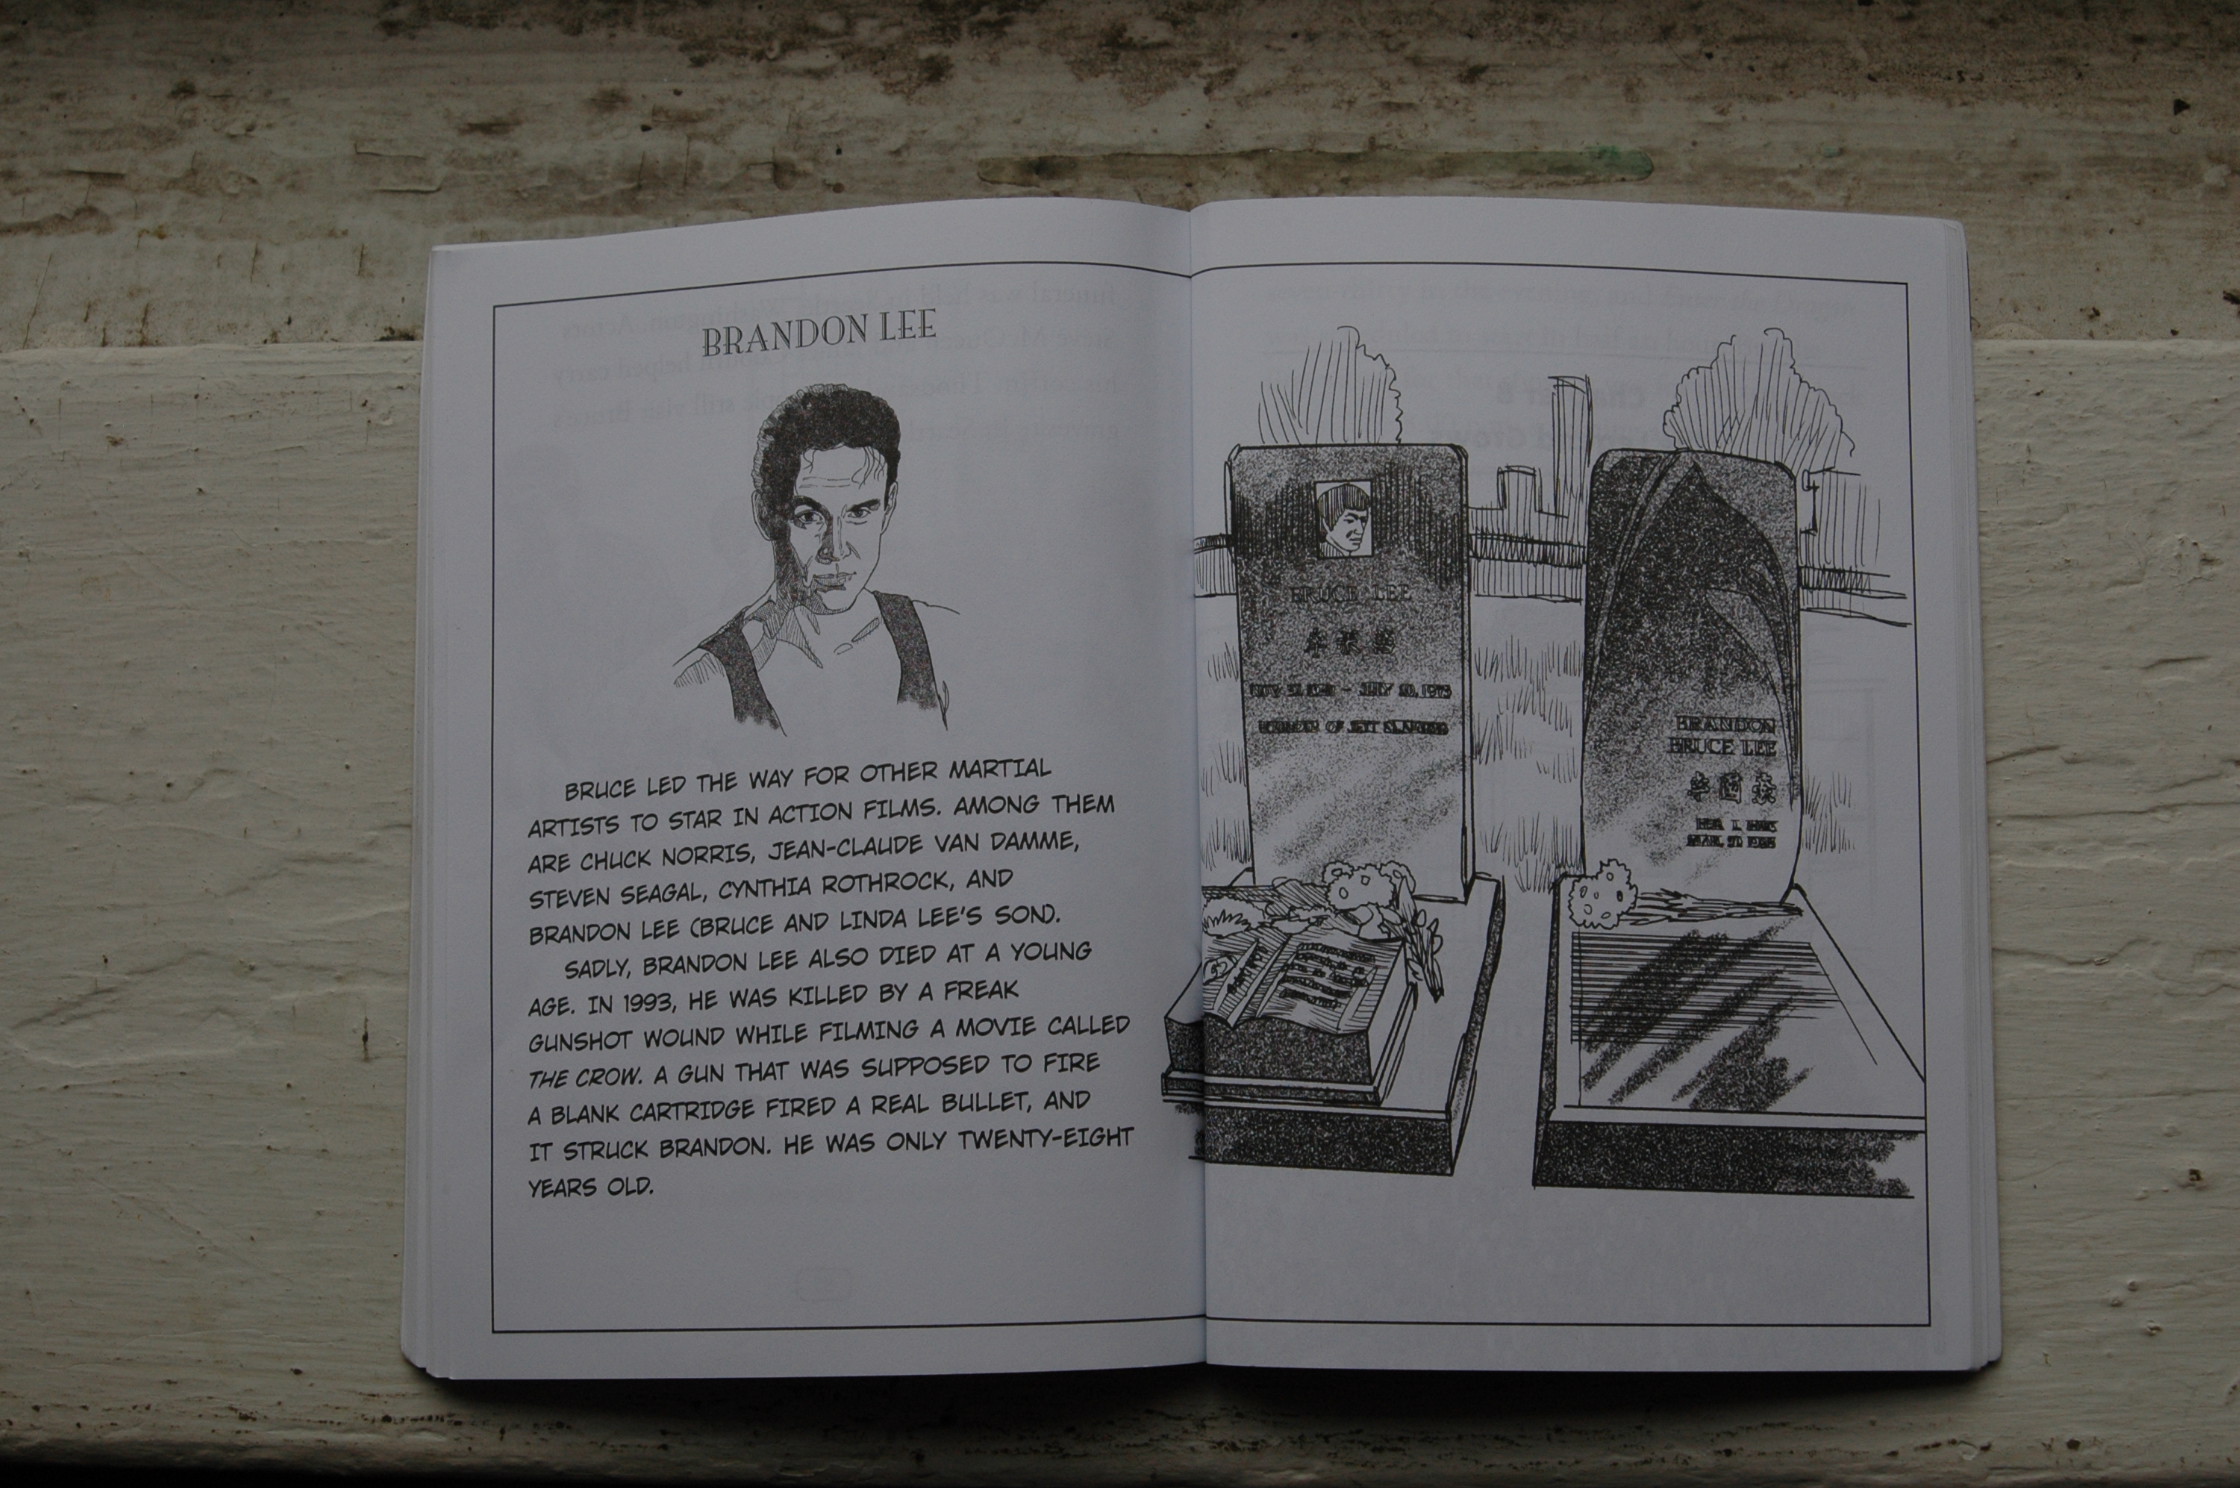 BRANDON LEE
BRUCE LED THE WAY FOR OTHER MARTIAL
ARTISTS TO STAR IN ACTION FILMS. AMONG THEM
ARE CHUCK NORRIS, JEAN-CLAUDE VAN DAMME,
STEVEN SEAGAL, CYNTHIA ROTHROCK, AND
BRANDON LEE (BRUCE AND LINDA LEE'S SON).
SADLY, BRANDON LEE ALSO DIED AT A YOUNG
AGE. IN 1993, HE WAS KILLED BY A FREAK
GUNSHOT WOUND WHILE FILMING A MOVIE CALLED
THE CROW. A GUN THAT WAS SUPPOSED TO FIRE
A BLANK CARTRIDGE FIRED A REAL BULLET, AND
IT STRUCK BRANDON. HE WAS ONLY TWENTY-EIGHT
YEARS OLD.
BRUCE LEE
BRANDON
BRUCE LEE